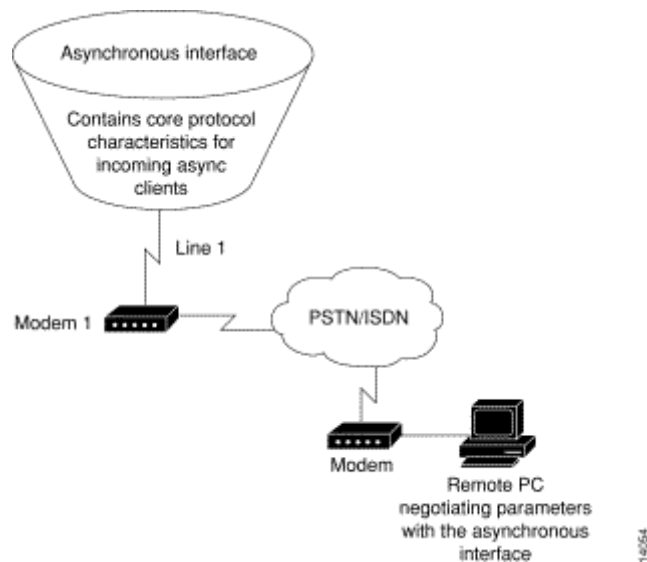 Asynchronous interface
Contains core protocol
characteristics for
incoming async
clients
Line 1
Modem 1
PSTN/ISDN
Modem
Remote PC
negotiating parameters
with the asynchronous
interface
14054